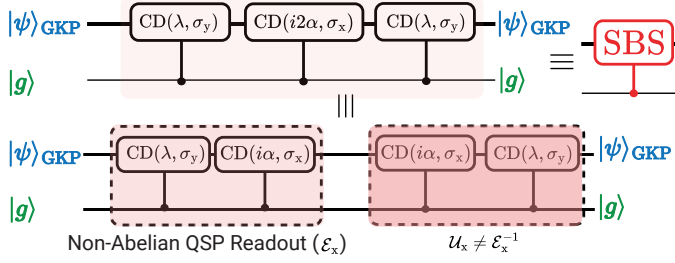 |ψ⟩GKP CD(λ, σy) CD(i2α, σx) CD(λ, σy) |ψ⟩GKP
SBS
|g⟩ |g⟩ ≡
|||
|ψ⟩GKP CD(λ, σy) CD(iα, σx) CD(iα, σx) CD(λ, σy) |ψ⟩GKP
|g⟩ |g⟩
Non-Abelian QSP Readout (ℰx) 𝒰x ≠ ℰx⁻¹